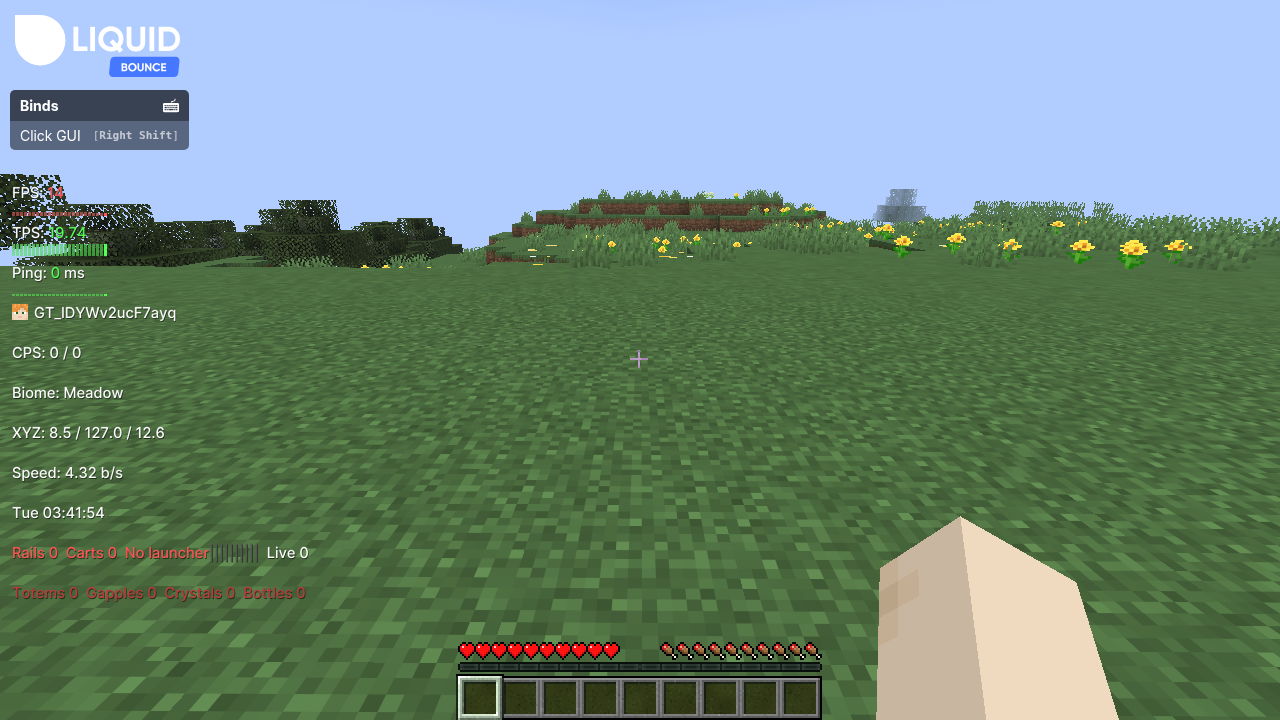 LIQUID
BOUNCE
Binds
Click GUI [Right Shift]
FPS: 14
TPS: 19.74
Ping: 0 ms
GT_IDYWv2ucF7ayq
CPS: 0 / 0
Biome: Meadow
XYZ: 8.5 / 127.0 / 12.6
Speed: 4.32 b/s
Tue 03:41:54
Rails 0 Carts 0 No launcher|||||||||| Live 0
Totems 0 Gapples 0 Crystals 0 Bottles 0